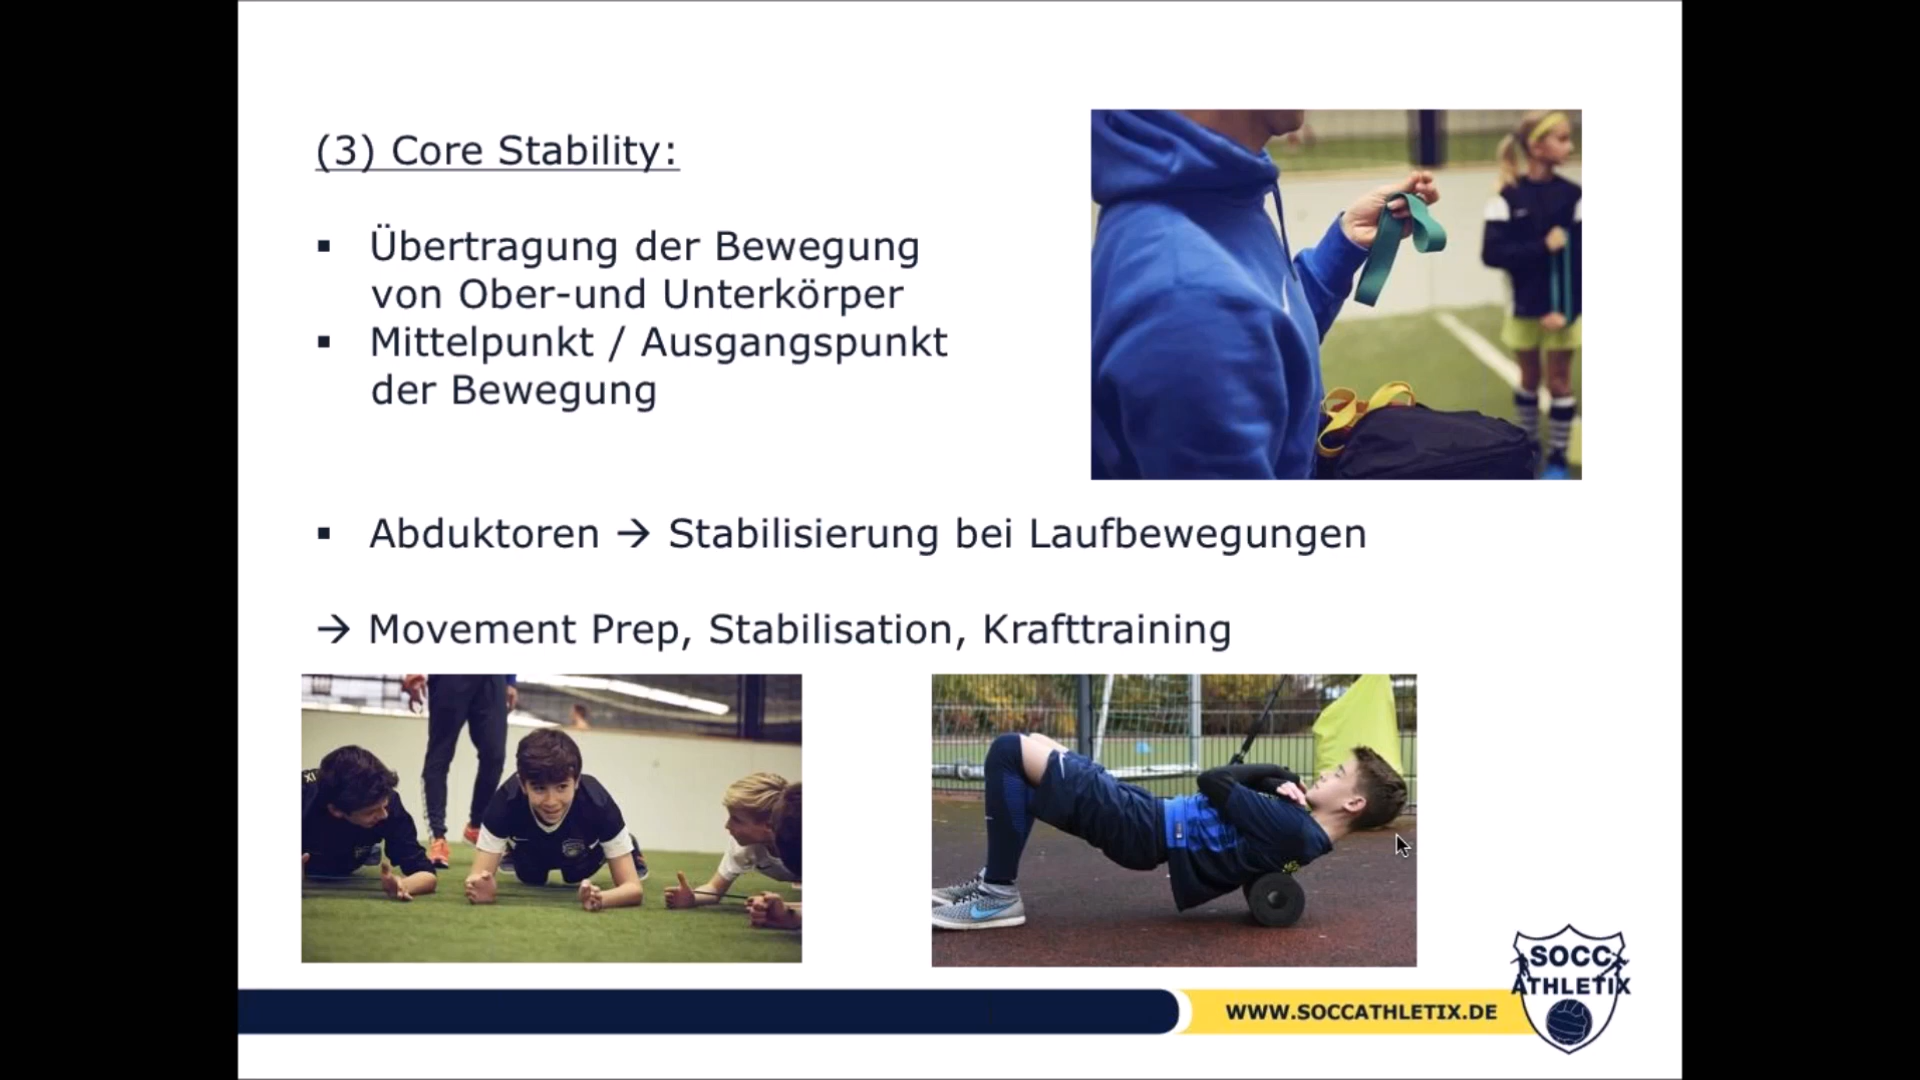 (3) Core Stability:
▪ Übertragung der Bewegung
von Ober-und Unterkörper
▪ Mittelpunkt / Ausgangspunkt
der Bewegung
▪ Abduktoren → Stabilisierung bei Laufbewegungen
→ Movement Prep, Stabilisation, Krafttraining
WWW.SOCCATHLETIX.DE
SOCC
ATHLETIX